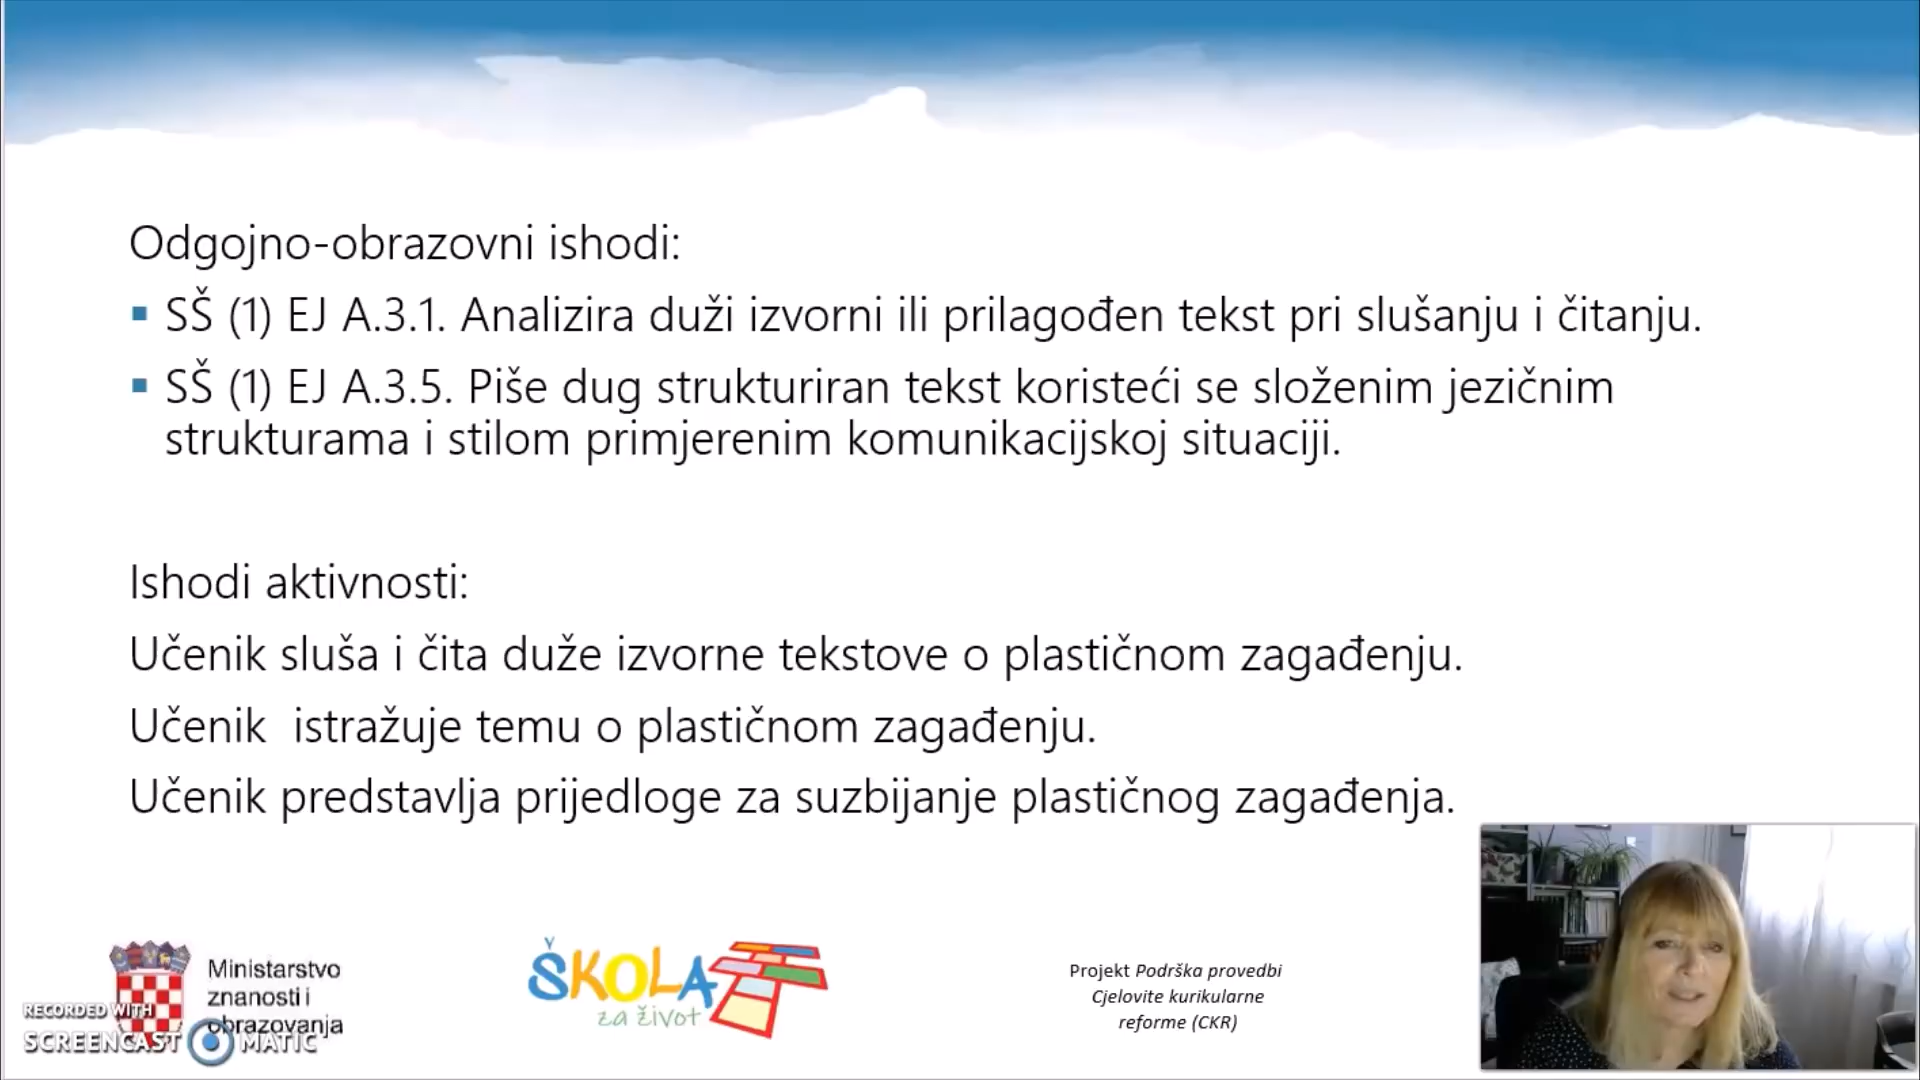 Odgojno-obrazovni ishodi:
SŠ (1) EJ A.3.1. Analizira duži izvorni ili prilagođen tekst pri slušanju i čitanju.
SŠ (1) EJ A.3.5. Piše dug strukturiran tekst koristeći se složenim jezičnim
strukturama i stilom primjerenim komunikacijskoj situaciji.
Ishodi aktivnosti:
Učenik sluša i čita duže izvorne tekstove o plastičnom zagađenju.
Učenik  istražuje temu o plastičnom zagađenju.
Učenik predstavlja prijedloge za suzbijanje plastičnog zagađenja.
Ministarstvo
znanosti i
obrazovanja
RECORDED WITH
SCREENCAST MATIC
ŠKOLA
za život
Projekt Podrška provedbi
Cjelovite kurikularne
reforme (CKR)